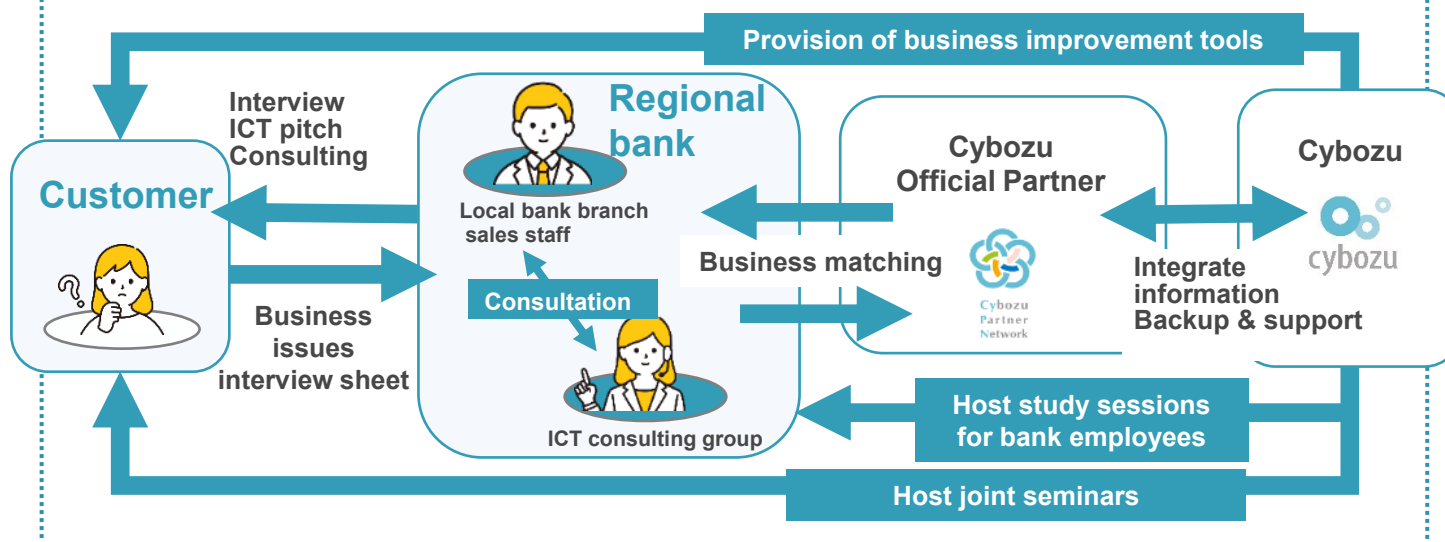 Provision of business improvement tools
Interview
ICT pitch
Consulting
Regional
bank
Customer
Local bank branch
sales staff
Consultation
ICT consulting group
Business
issues
interview sheet
Cybozu
Official Partner
Business matching
Cybozu
Partner
Network
Cybozu
cybozu
Integrate
information
Backup & support
Host study sessions
for bank employees
Host joint seminars